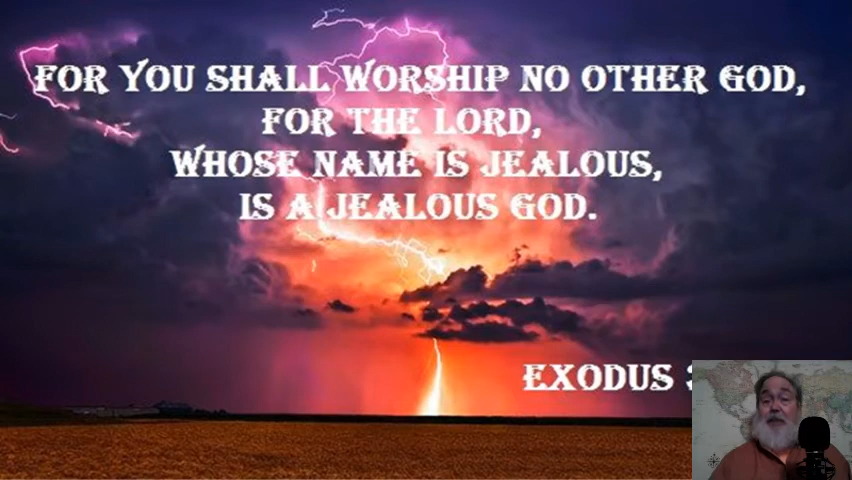 FOR YOU SHALL WORSHIP NO OTHER GOD,
FOR THE LORD,
WHOSE NAME IS JEALOUS,
IS A JEALOUS GOD.
EXODUS